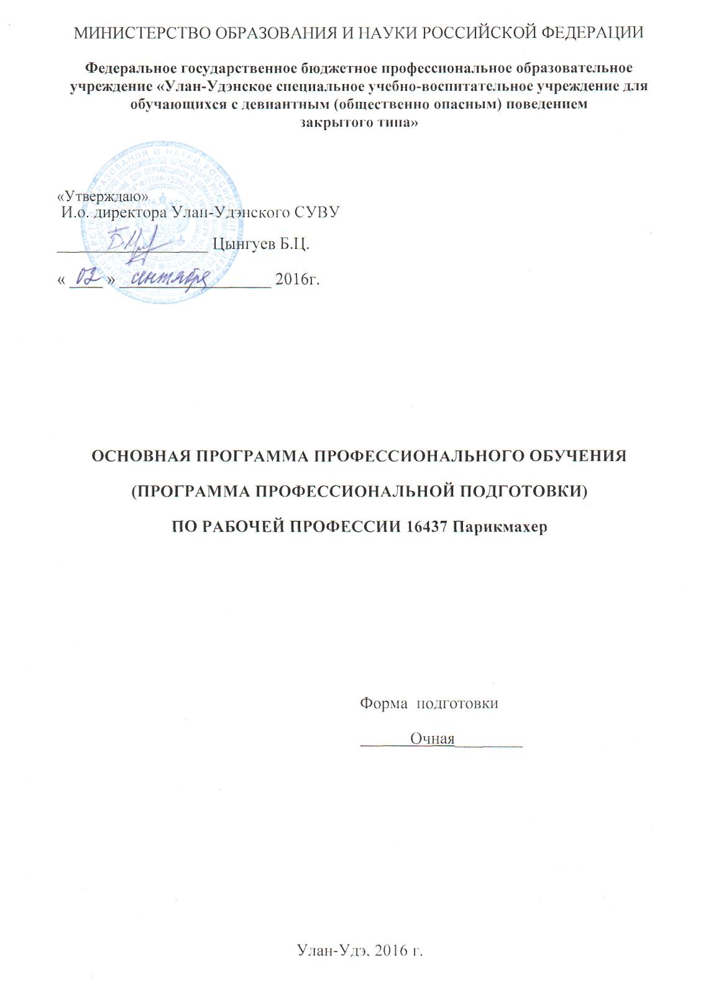 МИНИСТЕРСТВО ОБРАЗОВАНИЯ И НАУКИ РОССИЙСКОЙ ФЕДЕРАЦИИ
Федеральное государственное бюджетное профессиональное образовательное
учреждение «Улан-Удэнское специальное учебно-воспитательное учреждение для
обучающихся с девиантным (общественно опасным) поведением
закрытого типа»
«Утверждаю»
И.о. директора Улан-Удэнского СУВУ
Цынгуев Б.Ц.
« 02 » сентября 2016г.
ОСНОВНАЯ ПРОГРАММА ПРОФЕССИОНАЛЬНОГО ОБУЧЕНИЯ
(ПРОГРАММА ПРОФЕССИОНАЛЬНОЙ ПОДГОТОВКИ)
ПО РАБОЧЕЙ ПРОФЕССИИ 16437 Парикмахер
Форма подготовки
Очная
Улан-Удэ, 2016 г.